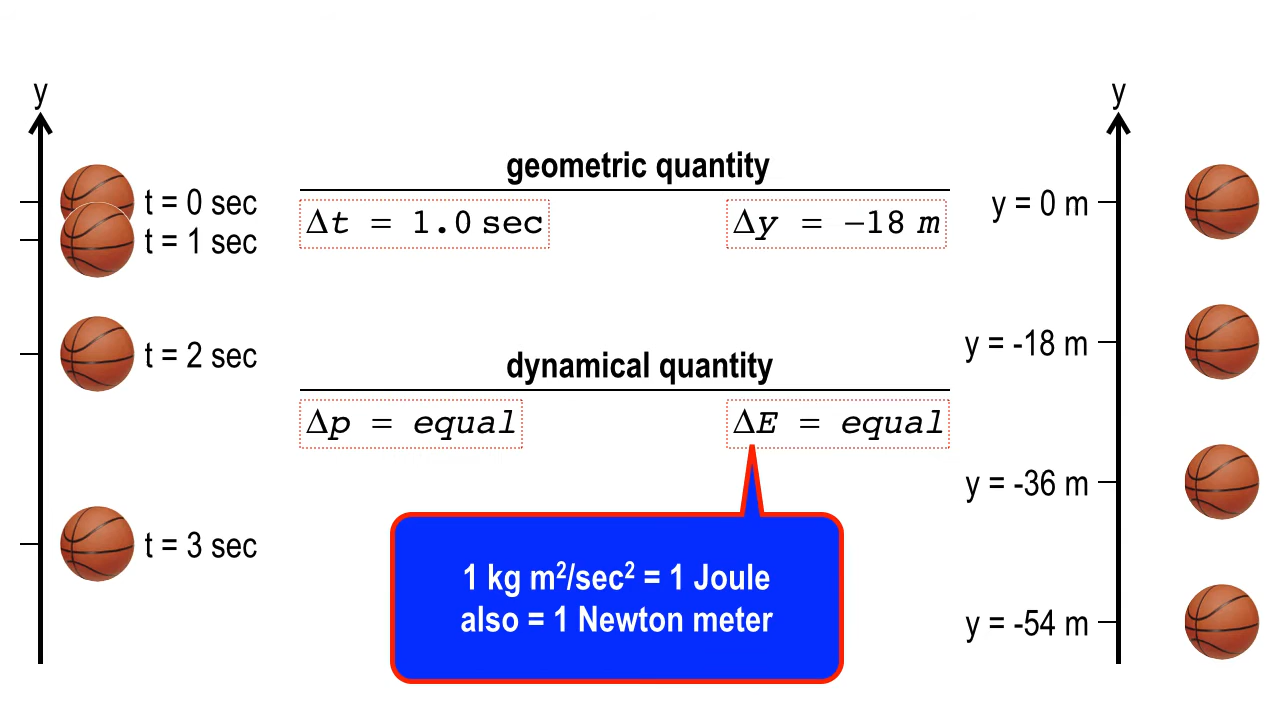 y
t = 0 sec
t = 1 sec
t = 2 sec
t = 3 sec
geometric quantity
Δt = 1.0 sec
Δy = −18 m
dynamical quantity
Δp = equal
ΔE = equal
1 kg m²/sec² = 1 Joule
also = 1 Newton meter
y
y = 0 m
y = -18 m
y = -36 m
y = -54 m